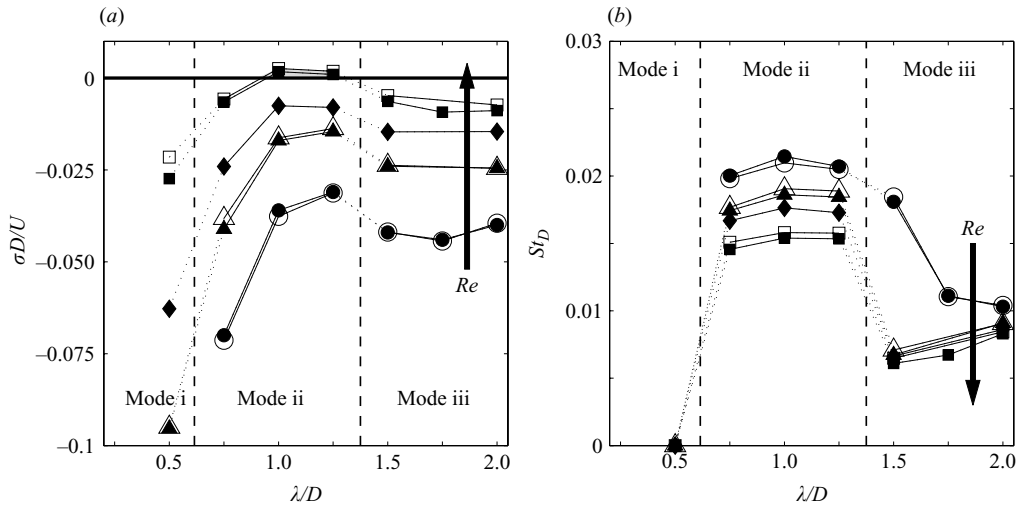 (a)
(b)
0
–0.025
–0.050
–0.075
–0.1
σD/U
Mode i
Mode ii
Mode iii
Re
0.5
1.0
1.5
2.0
λ/D
0.03
0.02
0.01
0
St_D
Mode i
Mode ii
Mode iii
Re
0.5
1.0
1.5
2.0
λ/D